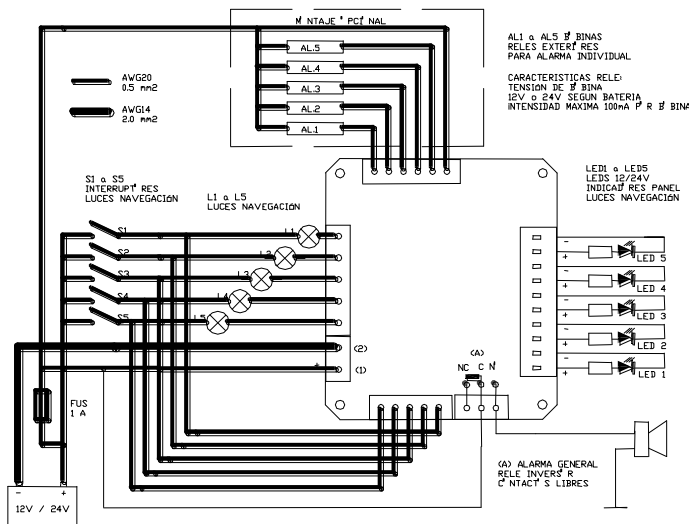 M NTAJE PCI NAL
AL.5
AL.4
AL.3
AL.2
AL.1
AL1 a AL5 B BINAS
RELES EXTERI RES
PARA ALARMA INDIVIDUAL
CARACTERISTICAS RELE:
TENSIÓN DE B BINA
12V o 24V SEGUN BATERIA
INTENSIDAD MAXIMA 100mA P R B BINA
AWG20
0.5 mm2
AWG14
2.0 mm2
S1 a S5
INTERRUPT RES
LUCES NAVEGACIÓN
L1 a L5
LUCES NAVEGACIÓN
LED1 a LED5
LEDS 12/24V
INDICAD RES PANEL
LUCES NAVEGACIÓN
S1
L1
S2
L2
S3
L3
S4
L4
S5
L5
- + LED 5
- + LED 4
- + LED 3
- + LED 2
- + LED 1
(2)
+ (1)
(A)
NC C N
FUS
1 A
(A) ALARMA GENERAL
RELE INVERS R
C NTACT S LIBRES
- +
12V / 24V